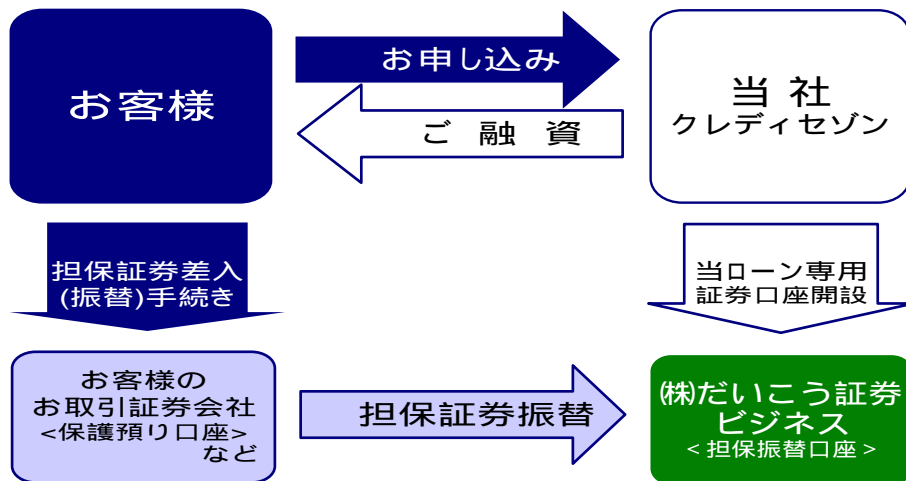 お客様
お申し込み
ご 融 資
当 社
クレディセゾン
担保証券差入
(振替)手続き
当ローン専用
証券口座開設
お客様の
お取引証券会社
<保護預り口座>
など
担保証券振替
㈱だいこう証券
ビジネス
<担保振替口座>